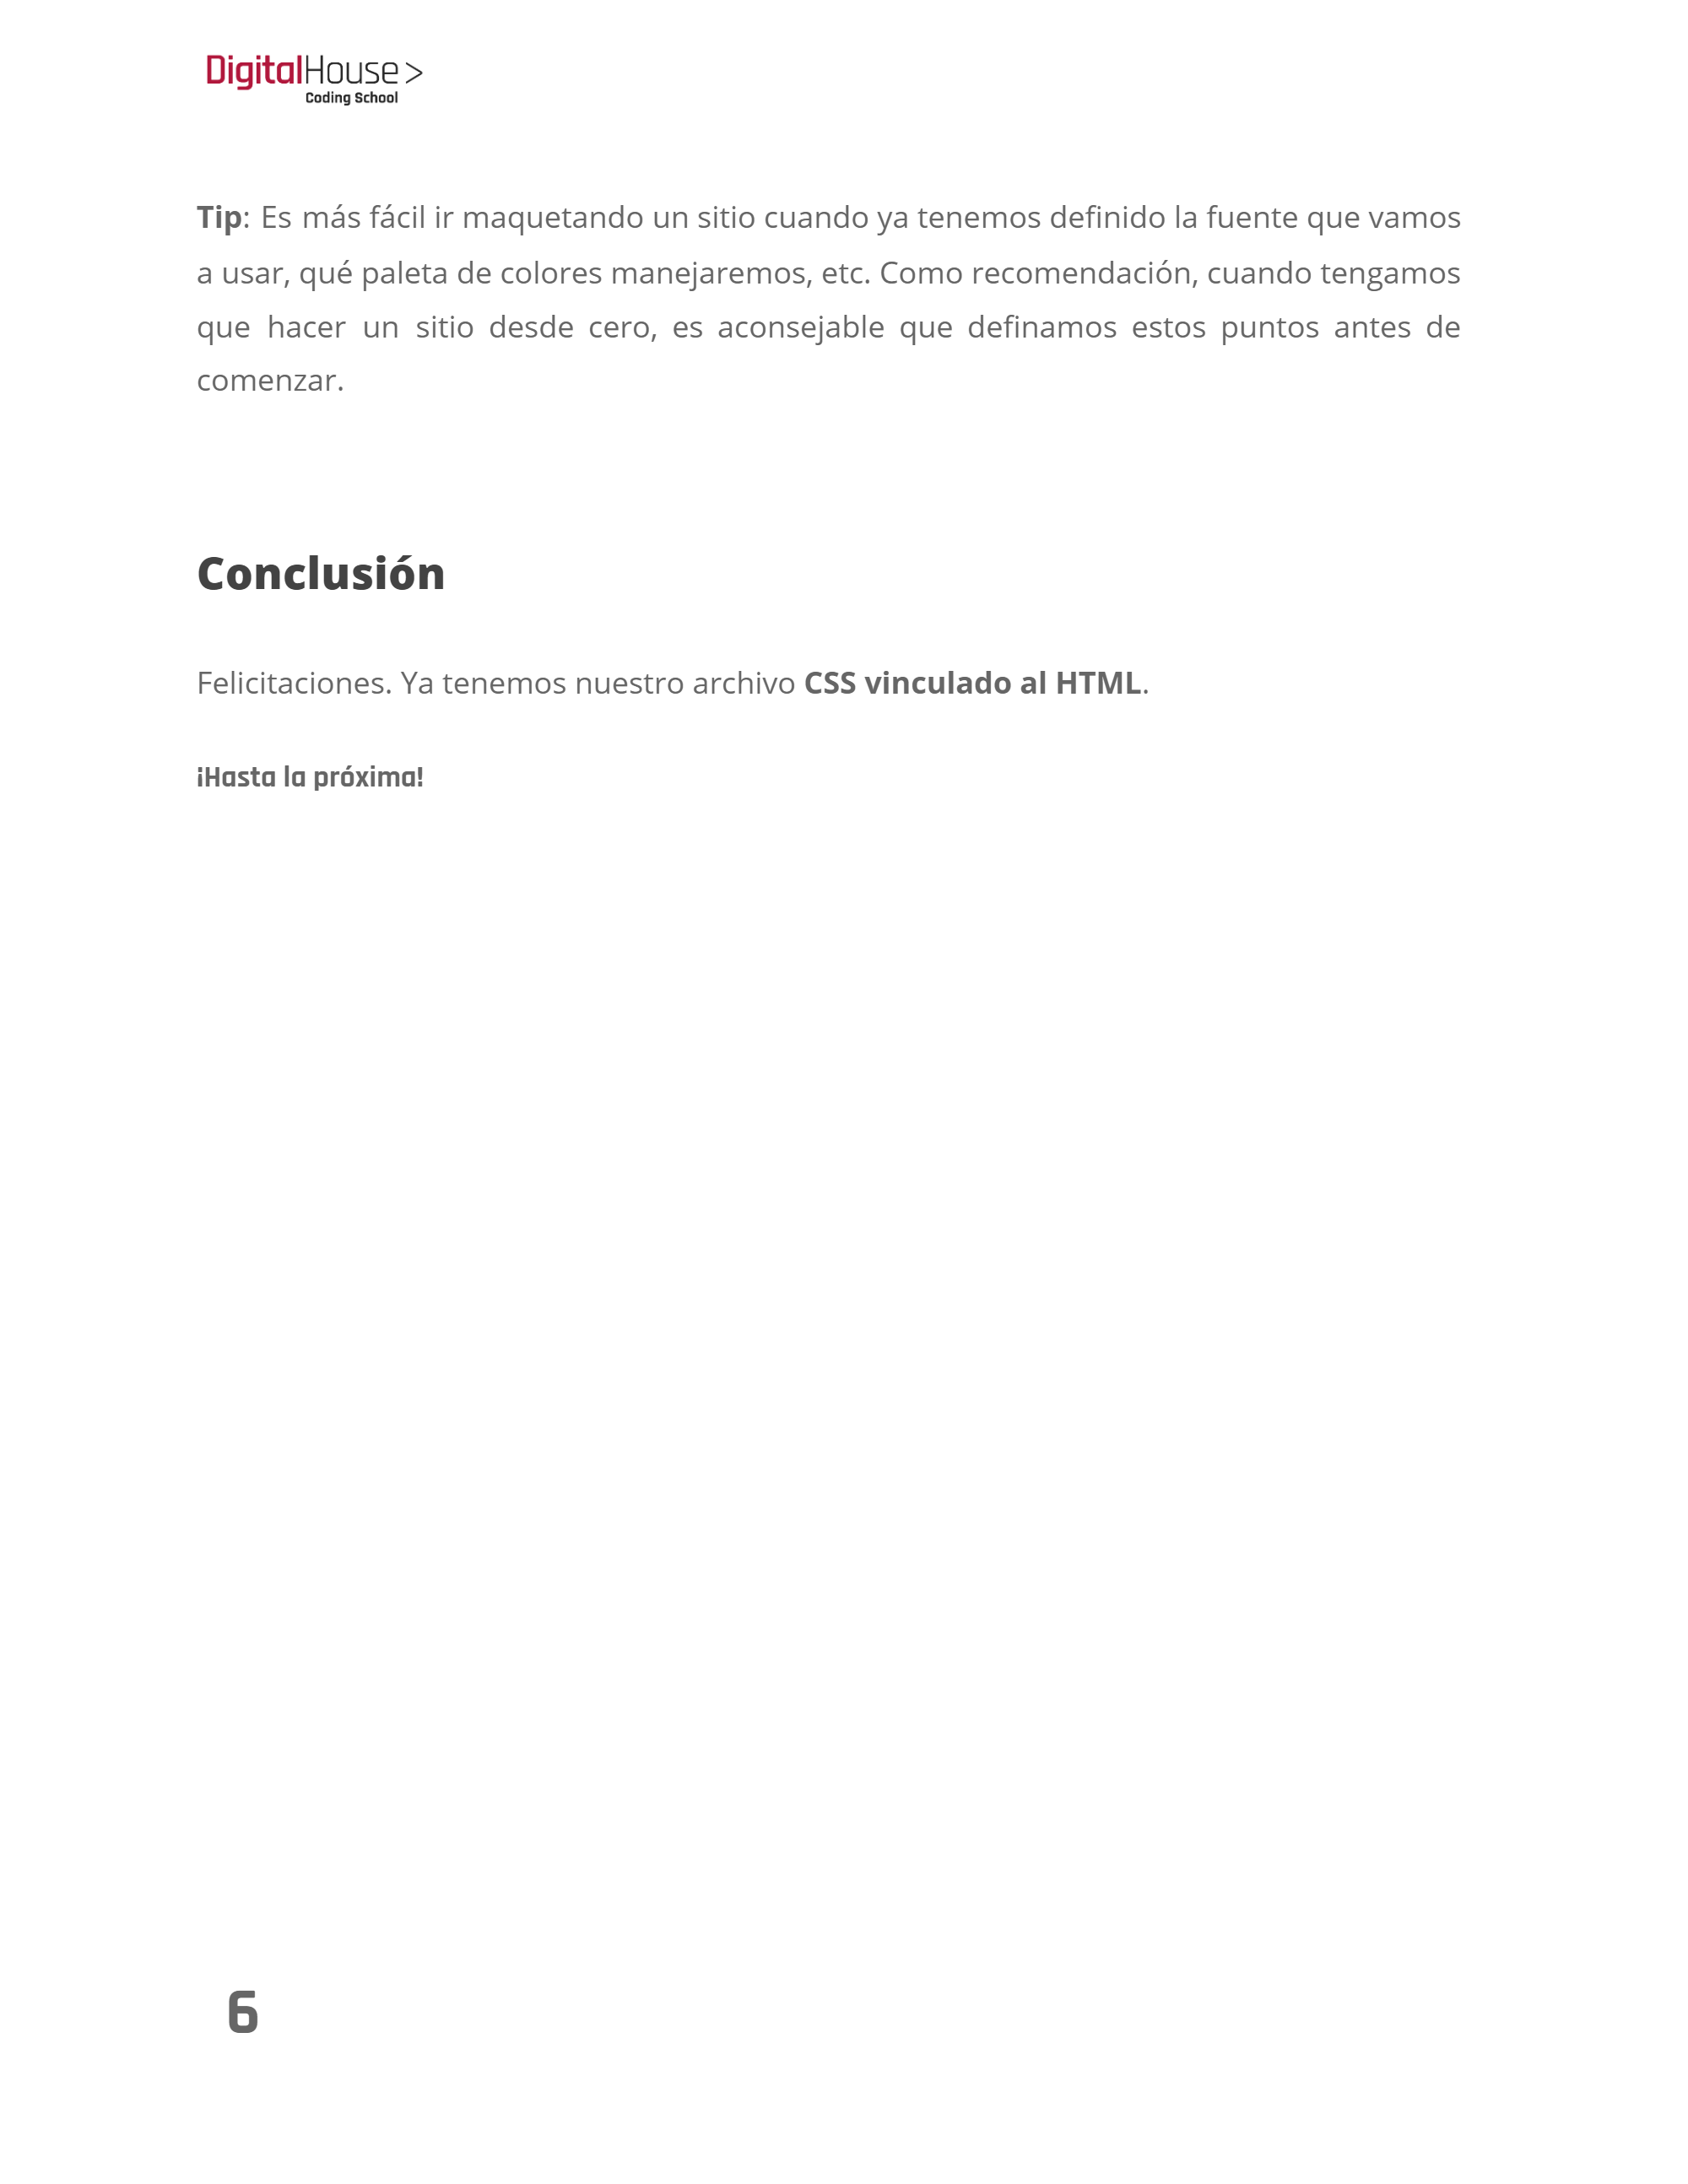 DigitalHouse >
Coding School
Tip: Es más fácil ir maquetando un sitio cuando ya tenemos definido la fuente que vamos
a usar, qué paleta de colores manejaremos, etc. Como recomendación, cuando tengamos
que hacer un sitio desde cero, es aconsejable que definamos estos puntos antes de
comenzar.
Conclusión
Felicitaciones. Ya tenemos nuestro archivo CSS vinculado al HTML.
¡Hasta la próxima!
6